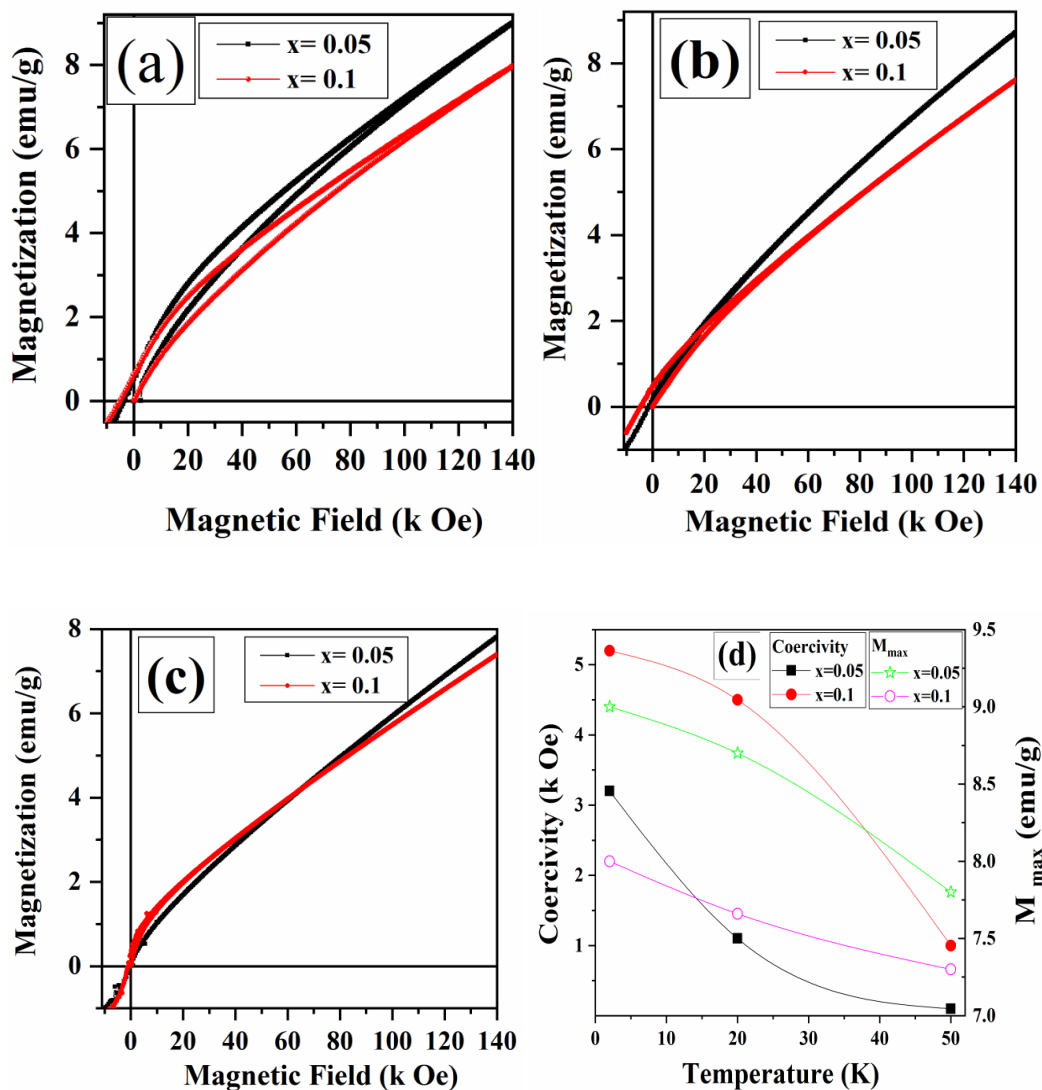 (a)
x= 0.05
x= 0.1
Magnetization (emu/g)
8
6
4
2
0
0 20 40 60 80 100 120 140
Magnetic Field (k Oe)
(b)
x= 0.05
x= 0.1
Magnetization (emu/g)
8
6
4
2
0
0 20 40 60 80 100 120 140
Magnetic Field (k Oe)
(c)
x= 0.05
x= 0.1
Magnetization (emu/g)
8
6
4
2
0
0 20 40 60 80 100 120 140
Magnetic Field (k Oe)
(d)
Coercivity
x=0.05
x=0.1
M max
x=0.05
x=0.1
Coercivity (k Oe)
5
4
3
2
1
M max (emu/g)
9.5
9.0
8.5
8.0
7.5
7.0
0 10 20 30 40 50
Temperature (K)